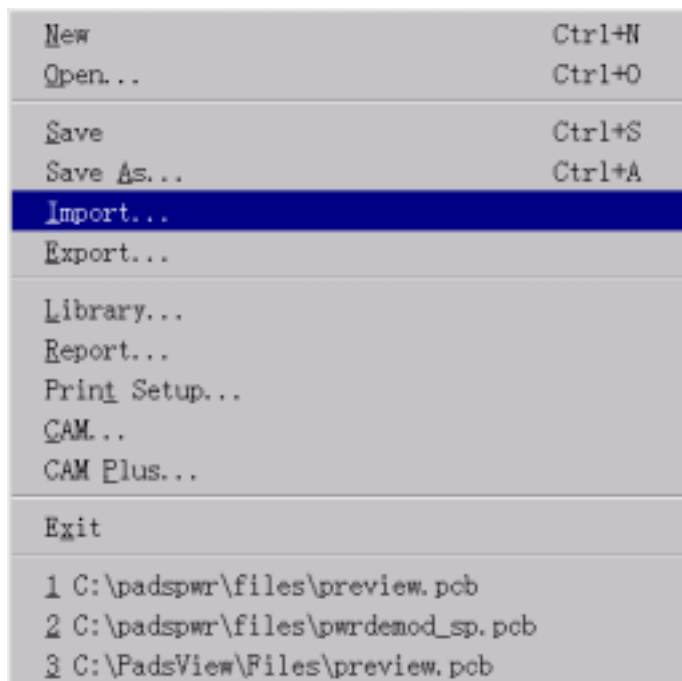 New Ctrl+N
Open... Ctrl+O
Save Ctrl+S
Save As... Ctrl+A
Import...
Export...
Library...
Report...
Print Setup...
CAM...
CAM Plus...
Exit
1 C:\padspwr\files\preview.pcb
2 C:\padspwr\files\pwrdemod_sp.pcb
3 C:\PadsView\Files\preview.pcb